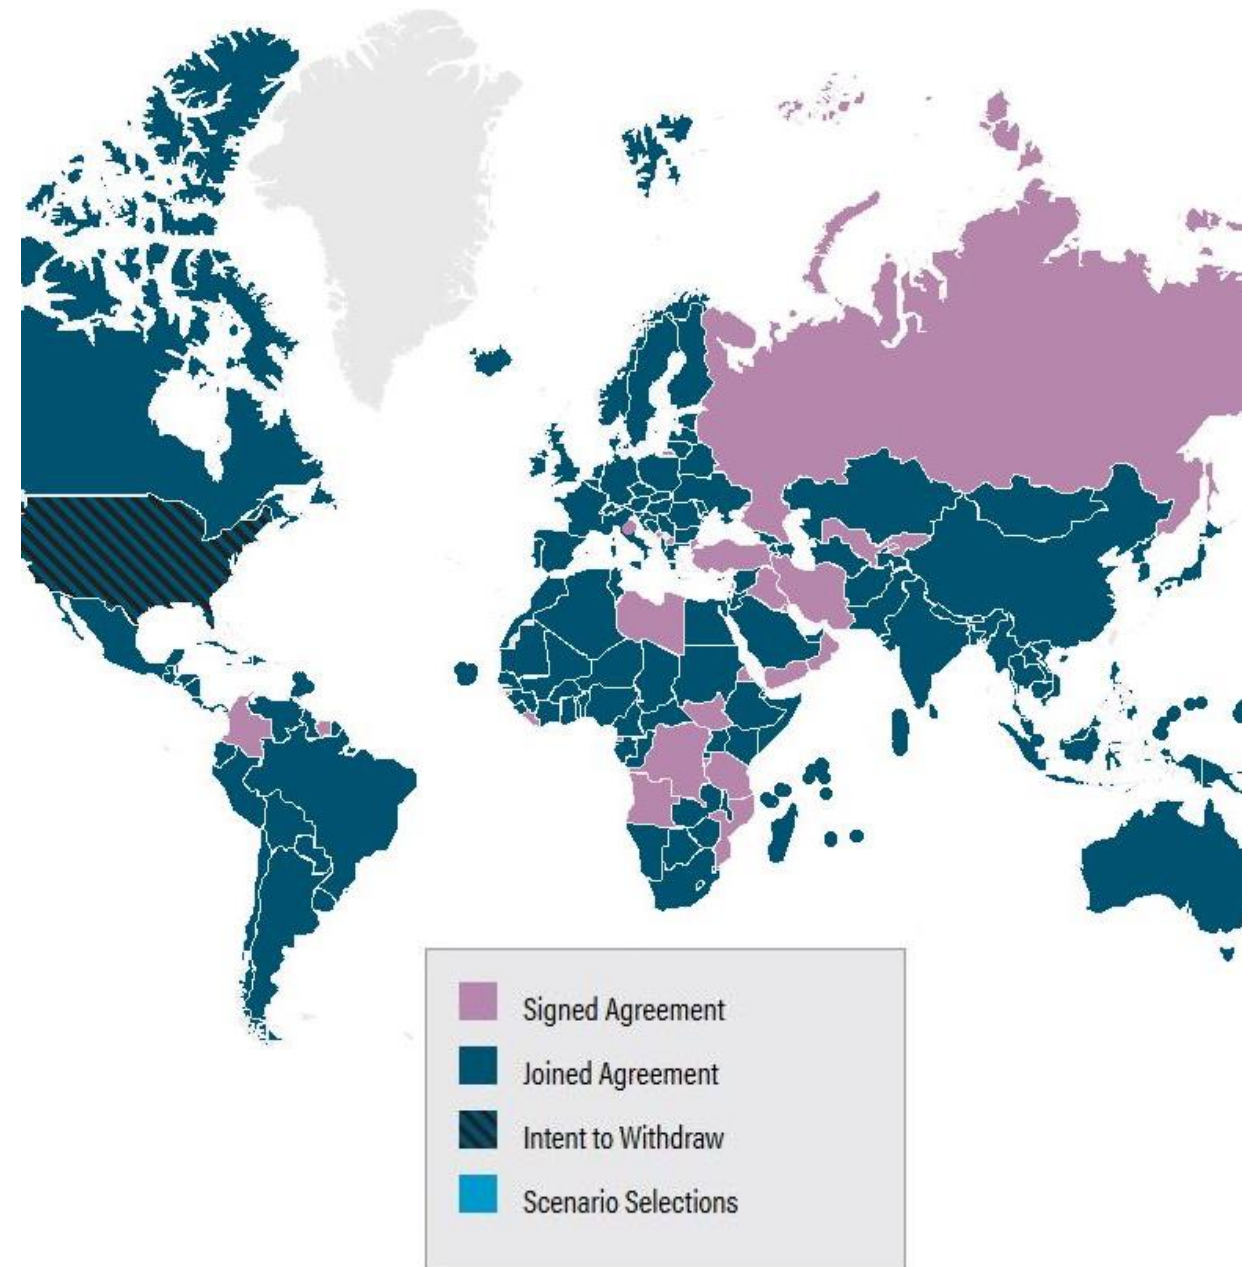 Signed Agreement
Joined Agreement
Intent to Withdraw
Scenario Selections